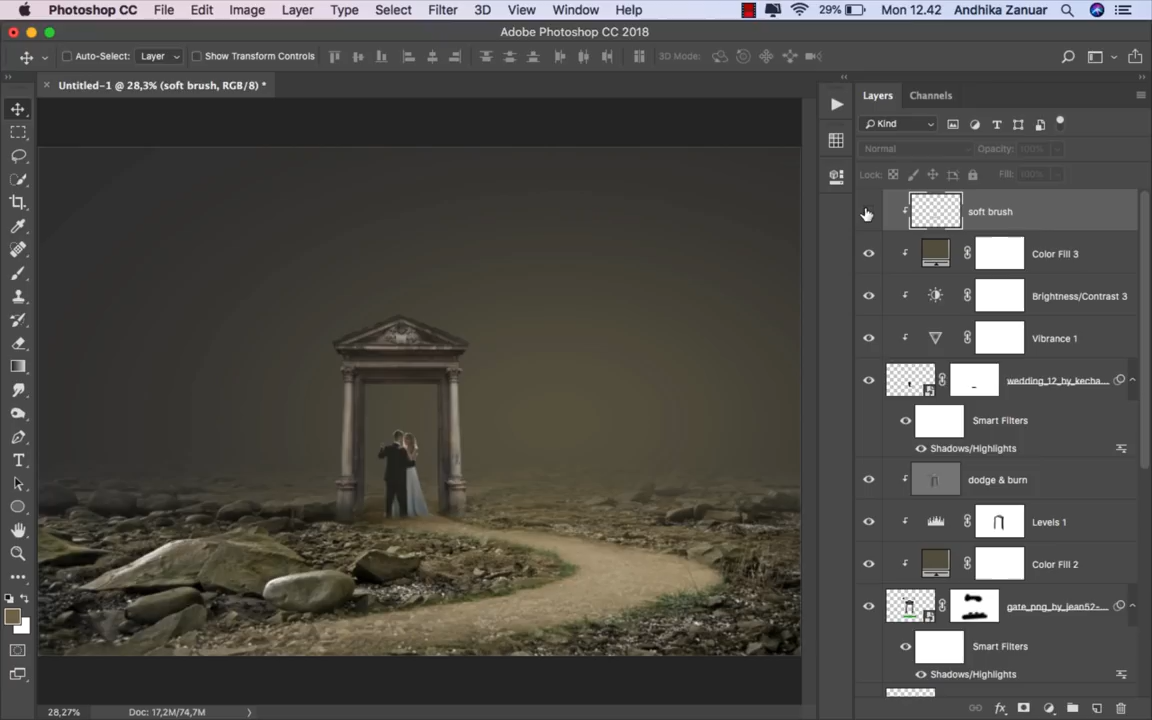 Photoshop CC File Edit Image Layer Type Select Filter 3D View Window Help 29% Mon 12.42 Andhika Zanuar
Adobe Photoshop CC 2018
Auto-Select: Layer Show Transform Controls 3D Mode:
Untitled-1 @ 28,3% (soft brush, RGB/8) *
Layers Channels
Kind
Normal Opacity: 100%
Lock: Fill: 100%
soft brush
Color Fill 3
Brightness/Contrast 3
Vibrance 1
wedding_12_by_kecha...
Smart Filters
Shadows/Highlights
dodge & burn
Levels 1
Color Fill 2
gate_png_by_jean52-...
Smart Filters
Shadows/Highlights
28,27% Doc: 17,2M/74,7M